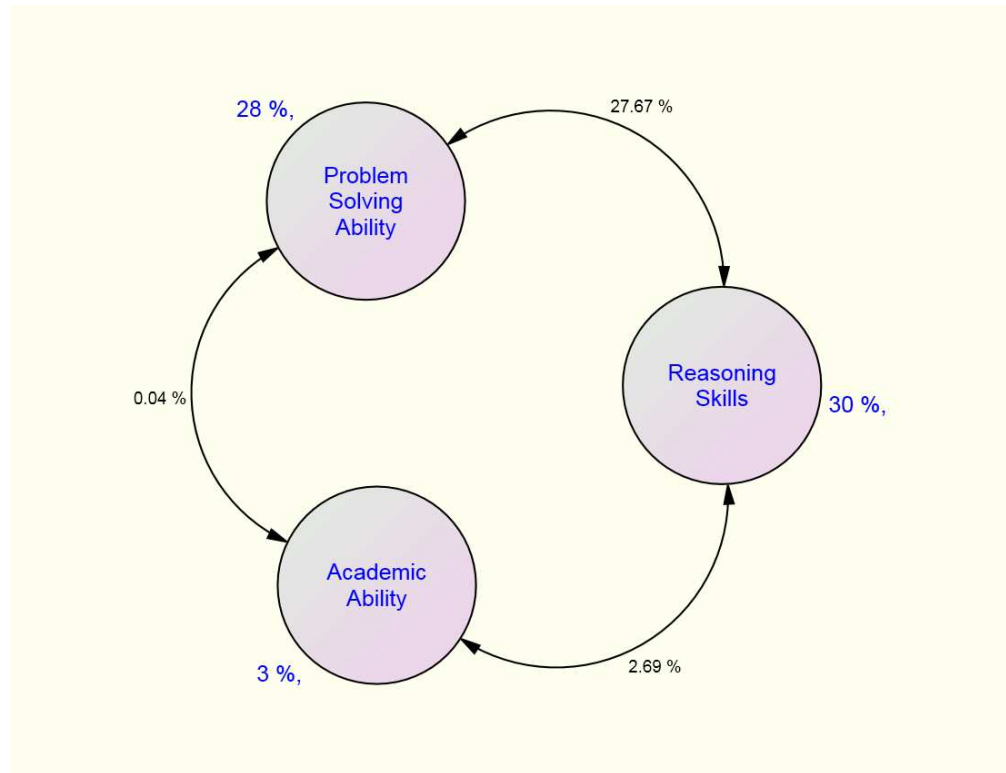 28 %,
27.67 %
Problem
Solving
Ability
Reasoning
Skills
30 %,
0.04 %
Academic
Ability
3 %,
2.69 %